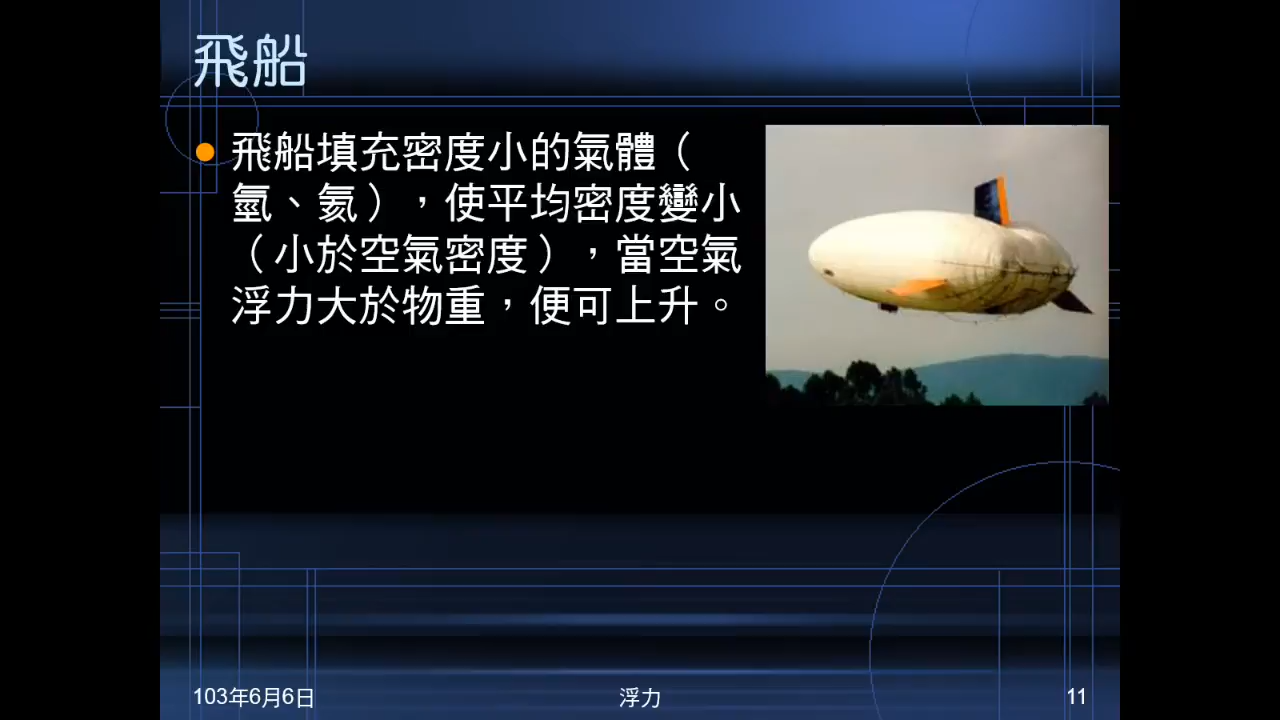 飛船
飛船填充密度小的氣體（
氫、氦），使平均密度變小
（小於空氣密度），當空氣
浮力大於物重，便可上升。
103年6月6日
浮力
11